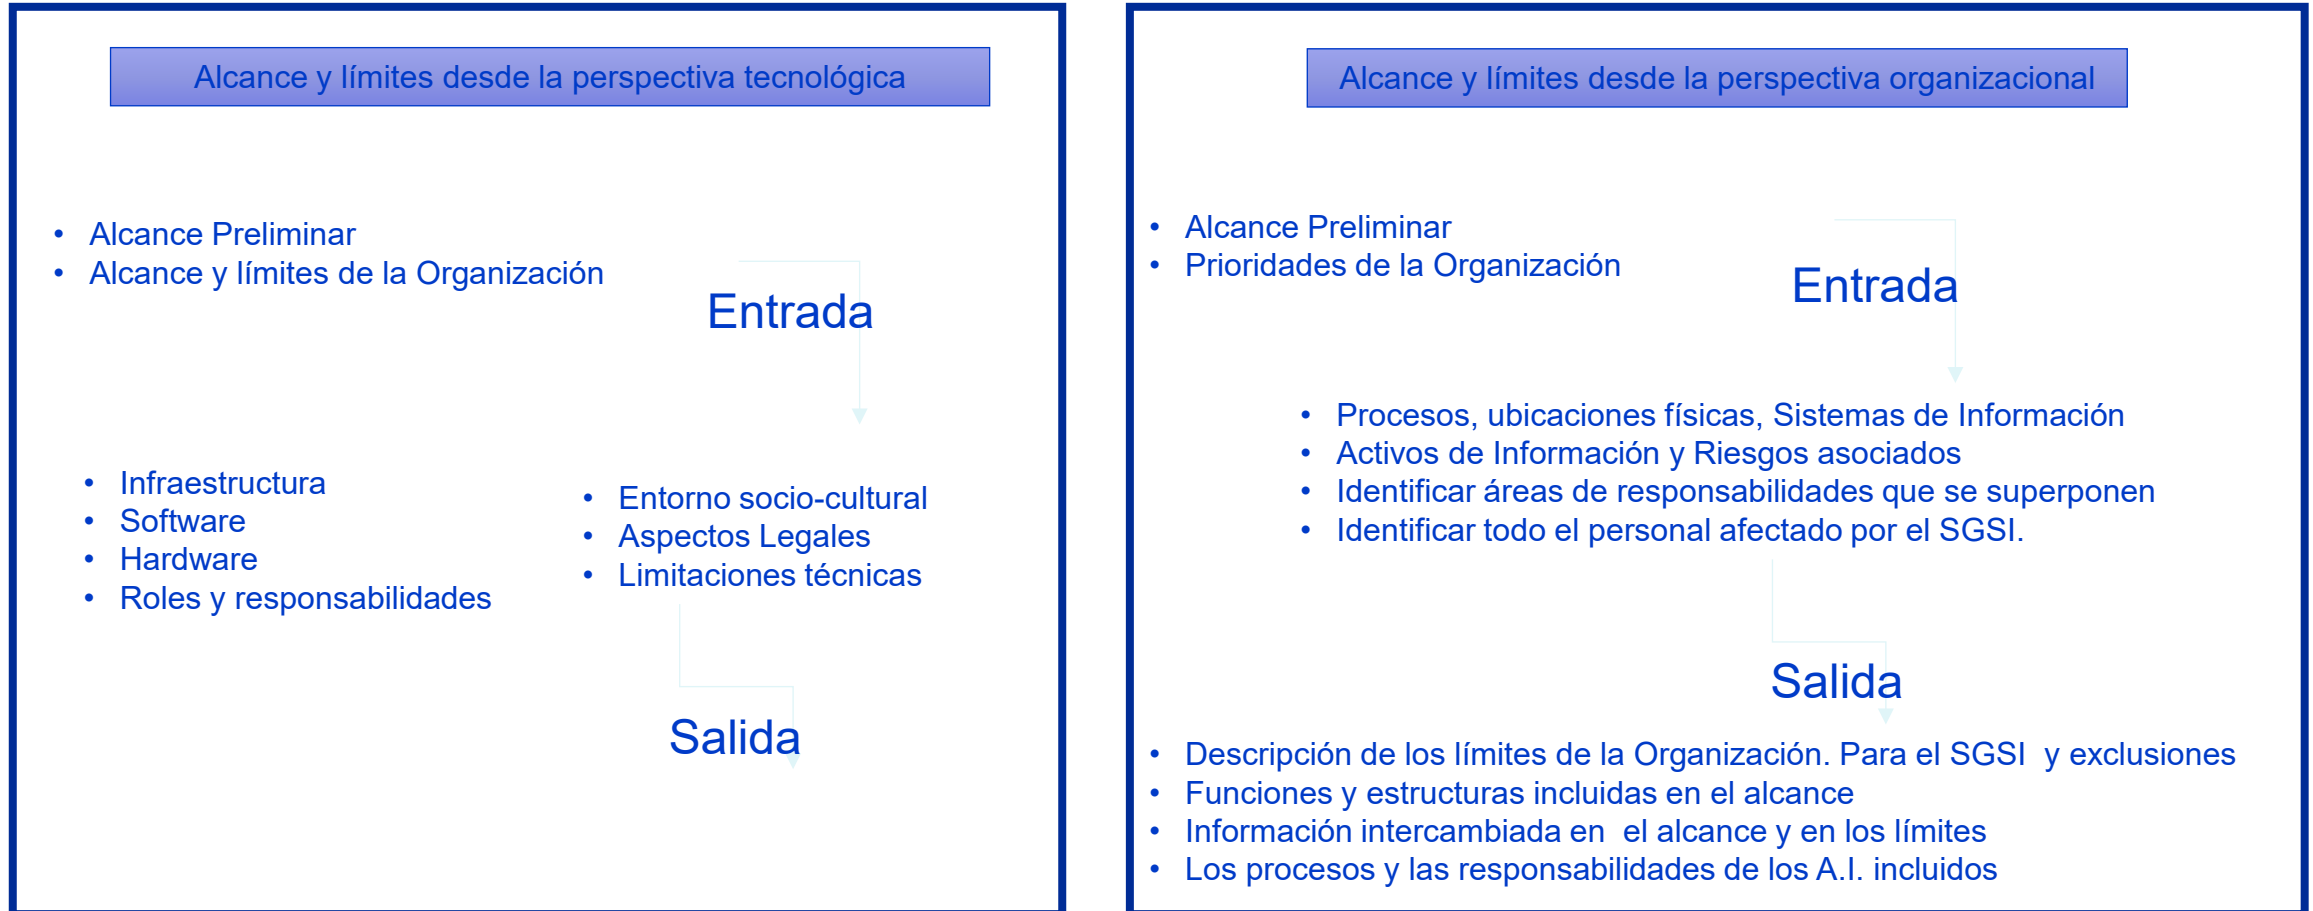 Alcance y límites desde la perspectiva tecnológica
• Alcance Preliminar
• Alcance y límites de la Organización
Entrada
• Infraestructura
• Software
• Hardware
• Roles y responsabilidades
• Entorno socio-cultural
• Aspectos Legales
• Limitaciones técnicas
Salida
Alcance y límites desde la perspectiva organizacional
• Alcance Preliminar
• Prioridades de la Organización
Entrada
• Procesos, ubicaciones físicas, Sistemas de Información
• Activos de Información y Riesgos asociados
• Identificar áreas de responsabilidades que se superponen
• Identificar todo el personal afectado por el SGSI.
Salida
• Descripción de los límites de la Organización. Para el SGSI  y exclusiones
• Funciones y estructuras incluidas en el alcance
• Información intercambiada en  el alcance y en los límites
• Los procesos y las responsabilidades de los A.I. incluidos